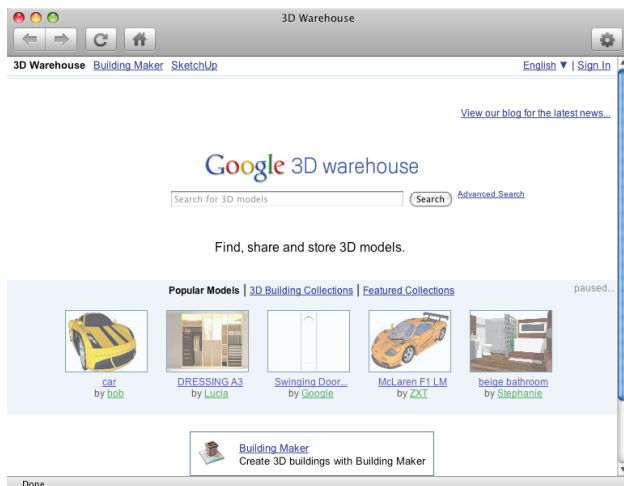 3D Warehouse
3D Warehouse Building Maker SketchUp English ▼ | Sign In
View our blog for the latest news...
Google 3D warehouse
Search for 3D models Search Advanced Search
Find, share and store 3D models.
Popular Models | 3D Building Collections | Featured Collections paused...
car DRESSING A3 Swinging Door... McLaren F1 LM beige bathroom
by bob by Lucia by Google by ZXT by Stephanie
Building Maker
Create 3D buildings with Building Maker
Done